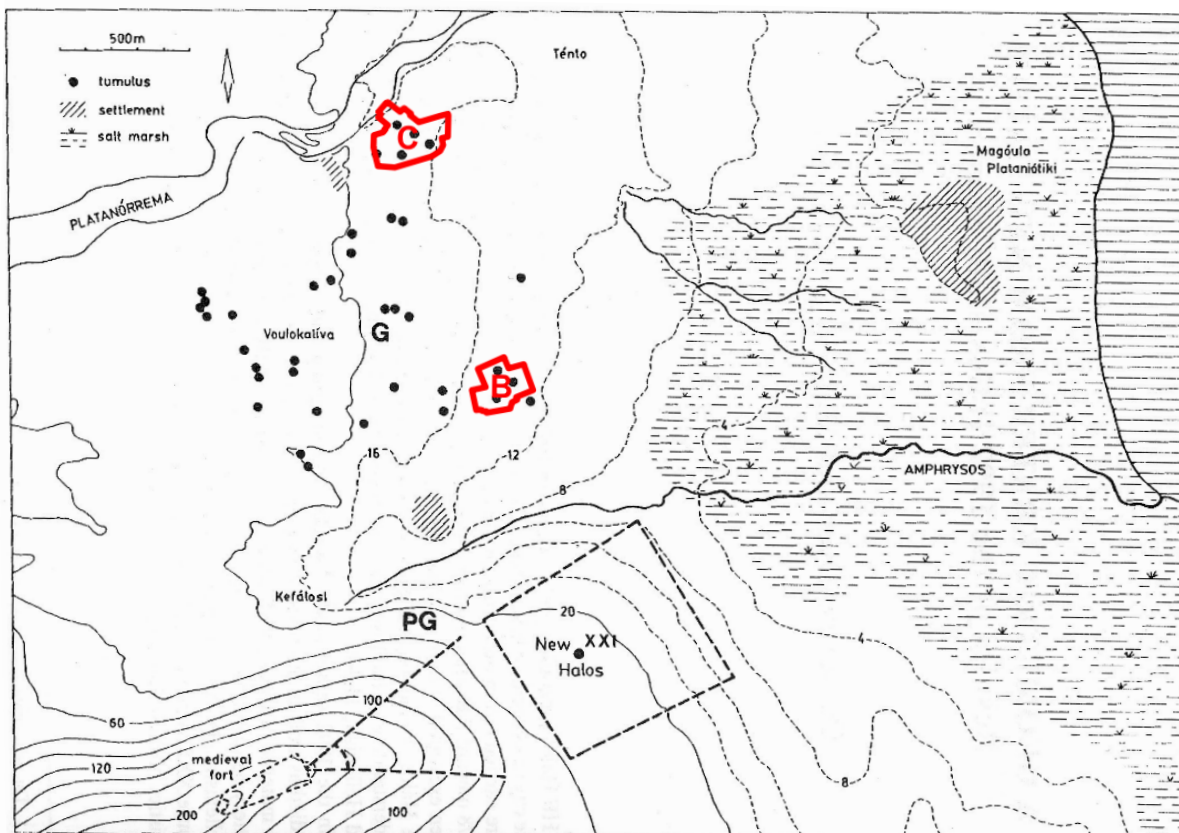 500m
tumulus
settlement
salt marsh
Ténto
C
PLATANÓRREMA
Magóula
Plataniótiki
Voulokalíva
G
B
16
12
8
4
AMPHRYSOS
Kefálosi
PG
20
New XXI
Halos
4
8
60
100
120
medieval
fort
200
100